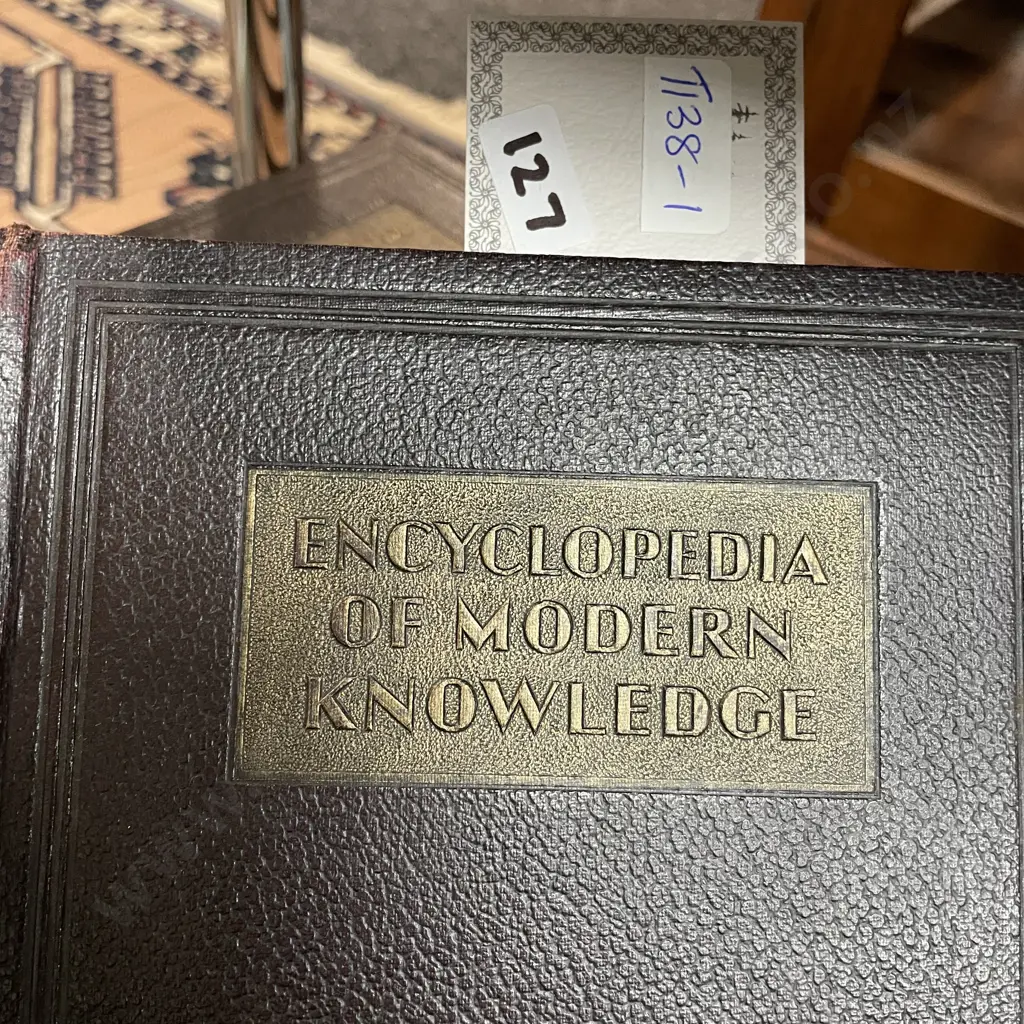 T138-1
127
ENCYCLOPEDIA
OF MODERN
KNOWLEDGE